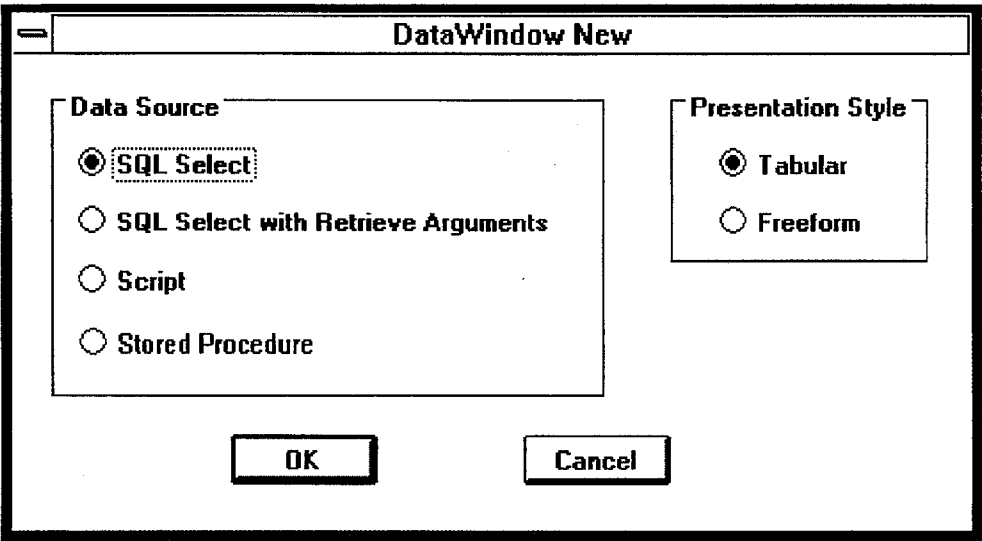 DataWindow New
Data Source
SQL Select
SQL Select with Retrieve Arguments
Script
Stored Procedure
Presentation Style
Tabular
Freeform
OK
Cancel